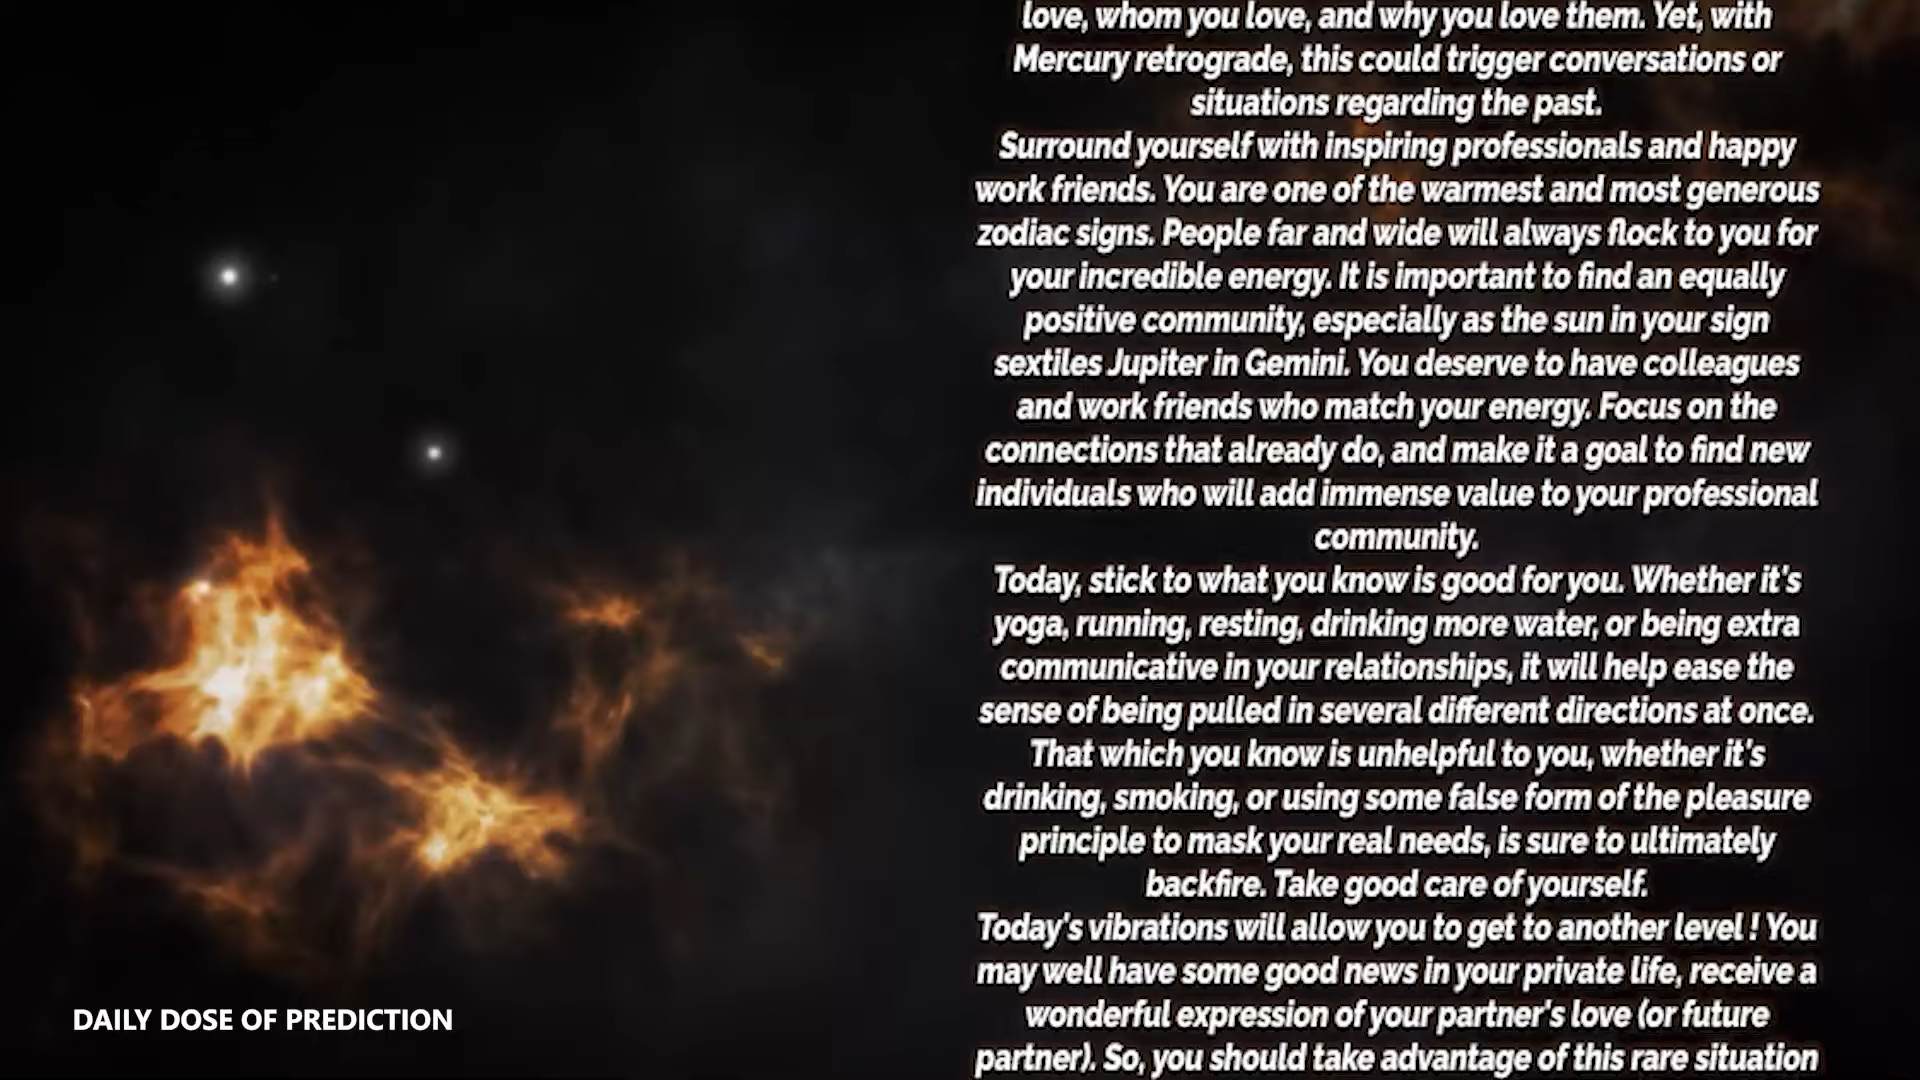 love, whom you love, and why you love them. Yet, with
Mercury retrograde, this could trigger conversations or
situations regarding the past.
Surround yourself with inspiring professionals and happy
work friends. You are one of the warmest and most generous
zodiac signs. People far and wide will always flock to you for
your incredible energy. It is important to find an equally
positive community, especially as the sun in your sign
sextiles Jupiter in Gemini. You deserve to have colleagues
and work friends who match your energy. Focus on the
connections that already do, and make it a goal to find new
individuals who will add immense value to your professional
community.
Today, stick to what you know is good for you. Whether it's
yoga, running, resting, drinking more water, or being extra
communicative in your relationships, it will help ease the
sense of being pulled in several different directions at once.
That which you know is unhelpful to you, whether it's
drinking, smoking, or using some false form of the pleasure
principle to mask your real needs, is sure to ultimately
backfire. Take good care of yourself.
Today's vibrations will allow you to get to another level ! You
may well have some good news in your private life, receive a
wonderful expression of your partner's love (or future
partner). So, you should take advantage of this rare situation
DAILY DOSE OF PREDICTION